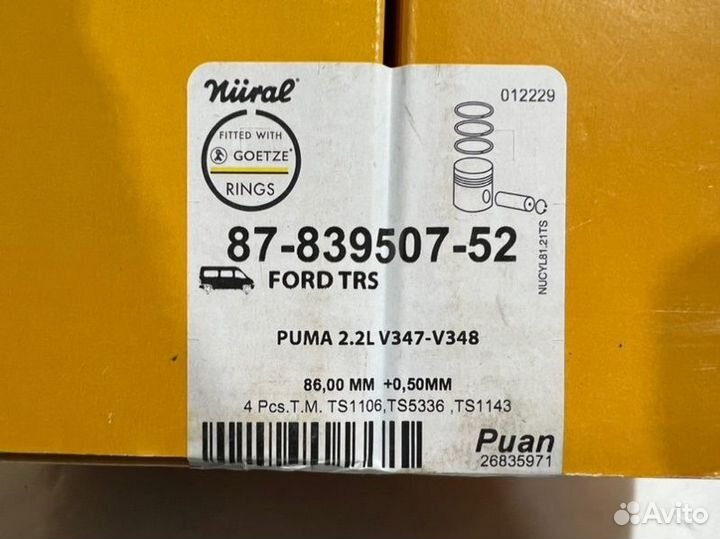 Nüral®
012229
FITTED WITH
GOETZE®
RINGS
NUCYL81.21TS
87-839507-52
FORD TRS
PUMA 2.2L V347-V348
86,00 MM +0,50MM
4 Pcs.T.M. TS1106,TS5336 ,TS1143
Puan
26835971
Avito